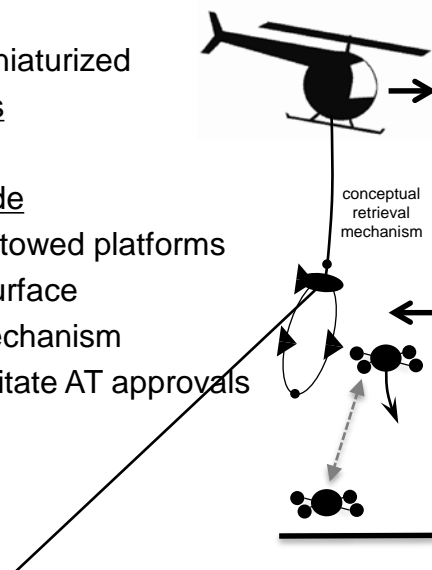 niaturized
s
de
towed platforms
urface
echanism
itate AT approvals
conceptual
retrieval
mechanism